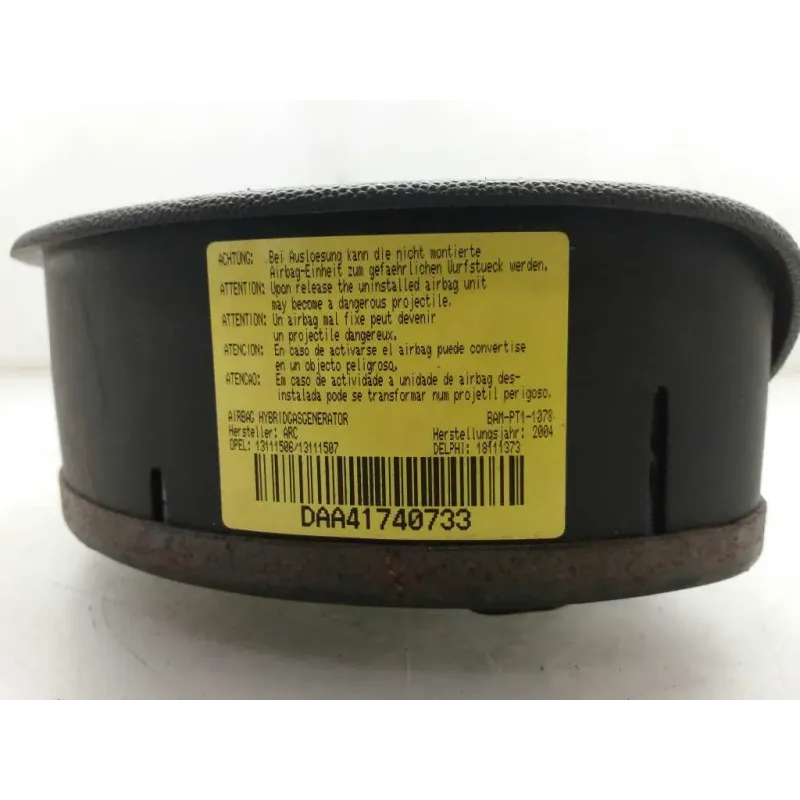 ACHTUNG: Bei Ausloesung kann die nicht montierte
Airbag-Einheit zum gefaehrlichen Wurfstueck werden.
ATTENTION: Upon release the uninstalled airbag unit
may become a dangerous projectile.
ATTENTION: Un airbag mal fixe peut devenir
un projectile dangereux.
ATENCION: En caso de activarse el airbag puede convertise
en un objecto peligroso.
ATENCAO: Em caso de actividade a unidade de airbag des-
instalada pode se transformar num projetil perigoso.
AIRBAG HYBRIDGASGENERATOR BAM-PT1-1378
Hersteller: ARC Herstellungsjahr: 2004
OPEL: 13111506/13111507 DELPHI: 18111373
DAA41740733